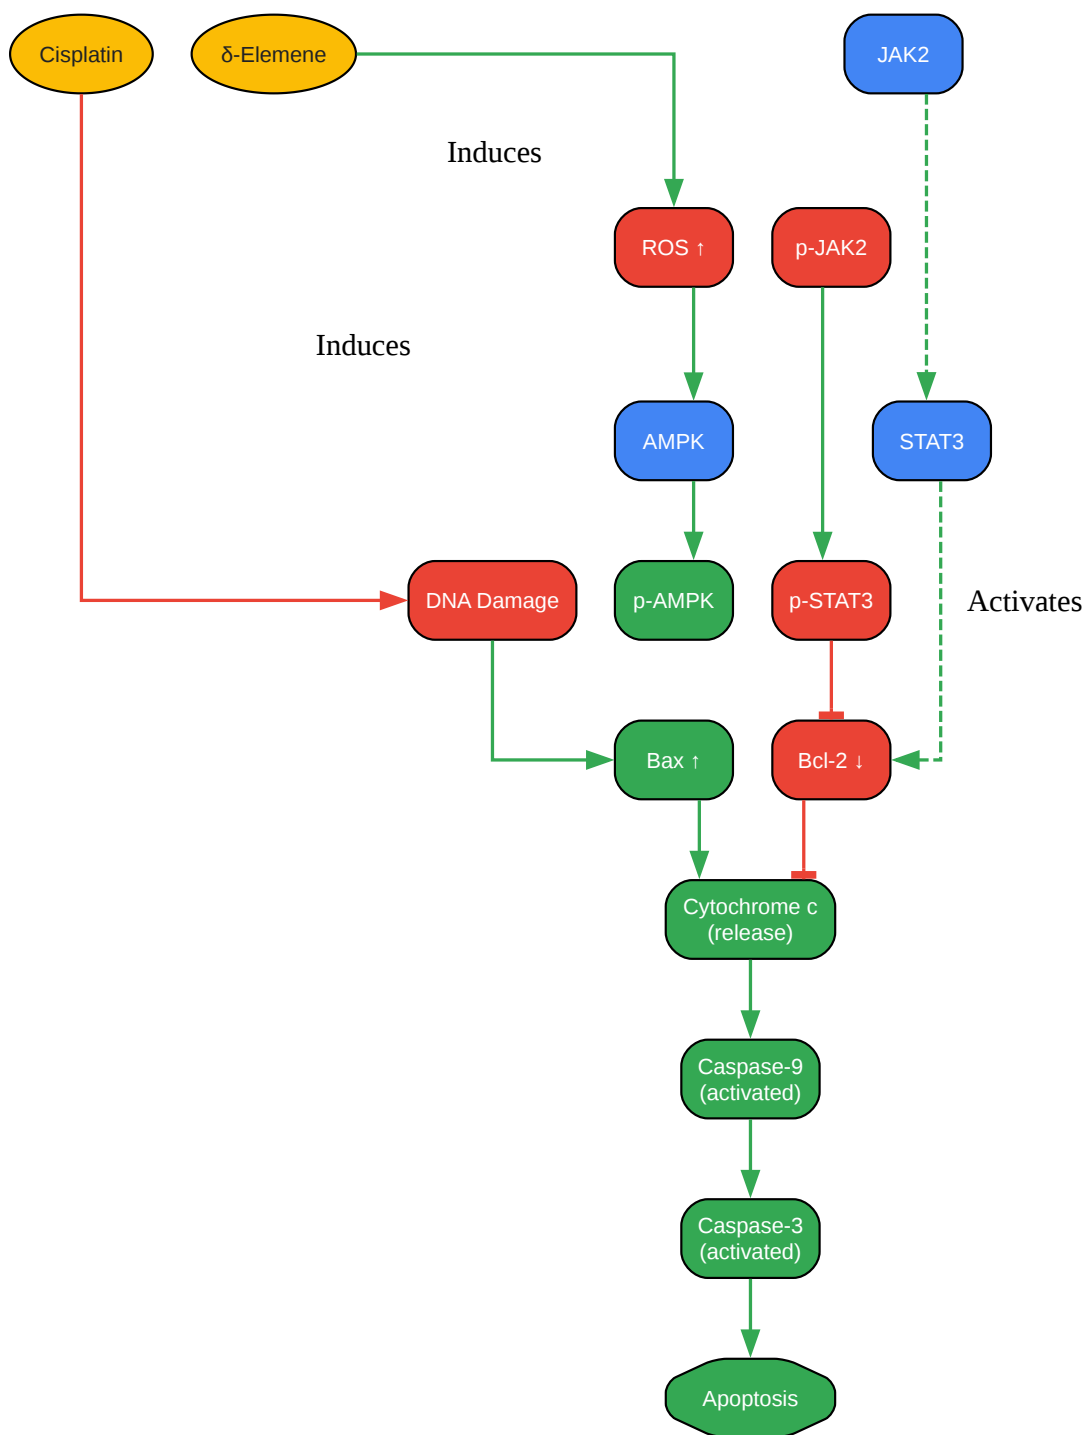 Cisplatin
δ-Elemene
JAK2
Induces
ROS ↑
p-JAK2
Induces
AMPK
STAT3
DNA Damage
p-AMPK
p-STAT3
Activates
Bax ↑
Bcl-2 ↓
Cytochrome c
(release)
Caspase-9
(activated)
Caspase-3
(activated)
Apoptosis